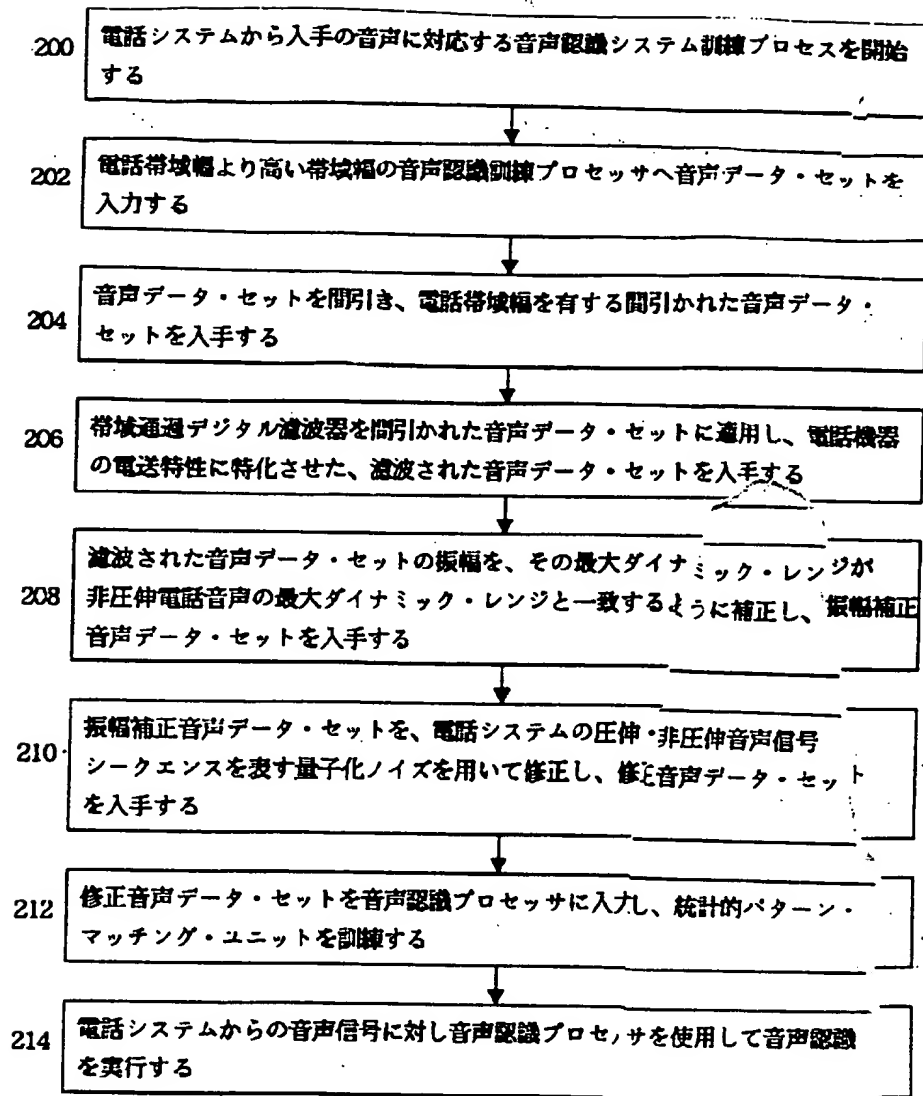 200
電話システムから入手の音声に対応する音声認識システム訓練プロセスを開始
する
202
電話帯域幅より高い帯域幅の音声認識訓練プロセッサへ音声データ・セットを
入力する
204
音声データ・セットを間引き、電話帯域幅を有する間引かれた音声データ・
セットを入手する
206
帯域通過デジタル濾波器を間引かれた音声データ・セットに適用し、電話機器
の電送特性に特化させた、濾波された音声データ・セットを入手する
208
濾波された音声データ・セットの振幅を、その最大ダイナミック・レンジが
非圧伸電話音声の最大ダイナミック・レンジと一致するように補正し、振幅補正
音声データ・セットを入手する
210
振幅補正音声データ・セットを、電話システムの圧伸・非圧伸音声信号
シークエンスを表す量子化ノイズを用いて修正し、修正音声データ・セット
を入手する
212
修正音声データ・セットを音声認識プロセッサに入力し、統計的パターン・
マッチング・ユニットを訓練する
214
電話システムからの音声信号に対し音声認識プロセッサを使用して音声認識
を実行する